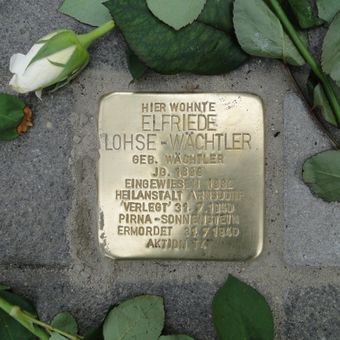 HIER WOHNTE
ELFRIEDE
LOHSE-WÄCHTLER
GEB. WÄCHTLER
JG. 1899
EINGEWIESEN 1932
HEILANSTALT ARNSDORF
'VERLEGT' 31.7.1940
PIRNA-SONNENSTEIN
ERMORDET 31.7.1940
AKTION T4